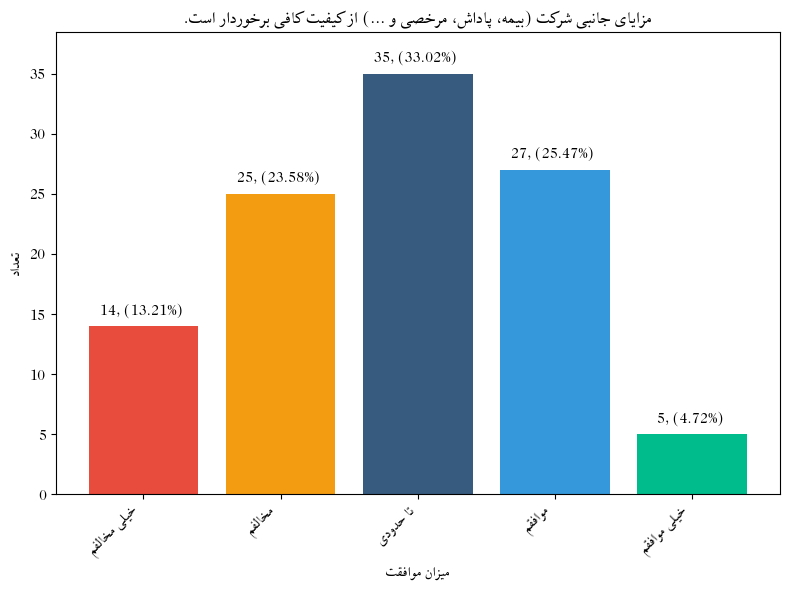 مزایای جانبی شرکت (بیمه، پاداش، مرخصی و ...) از کیفیت کافی برخوردار است.
تعداد
35
30
25
20
15
10
5
0
14, (13.21%)
25, (23.58%)
35, (33.02%)
27, (25.47%)
5, (4.72%)
خیلی مخالفم
مخالفم
تا حدودی
موافقم
خیلی موافقم
میزان موافقت